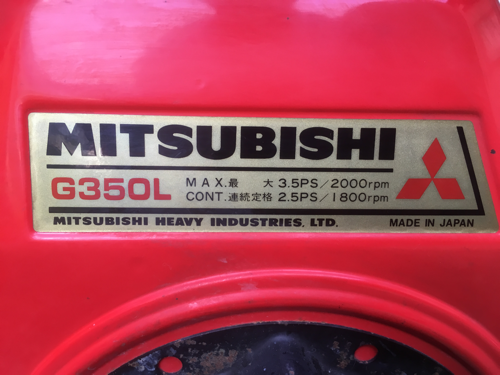 MITSUBISHI
G350L MAX.最 大 3.5PS/2000rpm
CONT.連続定格 2.5PS/1800rpm
MITSUBISHI HEAVY INDUSTRIES, LTD. MADE IN JAPAN